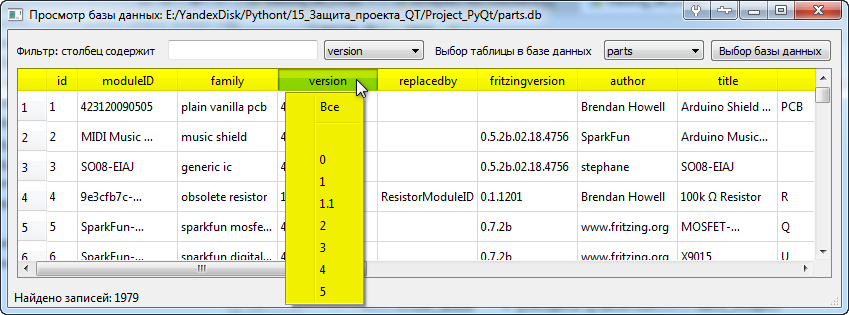 Просмотр базы данных: E:/YandexDisk/Pythont/15_Защита_проекта_QT/Project_PyQt/parts.db
Фильтр: столбец содержит version Выбор таблицы в базе данных parts Выбор базы данных
id moduleID family version replacedby fritzingversion author title
1 1 423120090505 plain vanilla pcb 4 Brendan Howell Arduino Shield ... PCB
2 2 MIDI Music ... music shield 4 0.5.2b.02.18.4756 SparkFun Arduino Music...
3 3 SO08-EIAJ generic ic 4 0.5.2b.02.18.4756 stephane SO08-EIAJ
4 4 9e3cfb7c-... obsolete resistor 1 ResistorModuleID 0.1.1201 Brendan Howell 100k Ω Resistor R
5 5 SparkFun-... sparkfun mosfe... 4 0.7.2b www.fritzing.org MOSFET-... Q
6 6 SparkFun-... sparkfun digital... 4 0.7.2b www.fritzing.org X9015 U
Все
0
1
1.1
2
3
4
5
Найдено записей: 1979